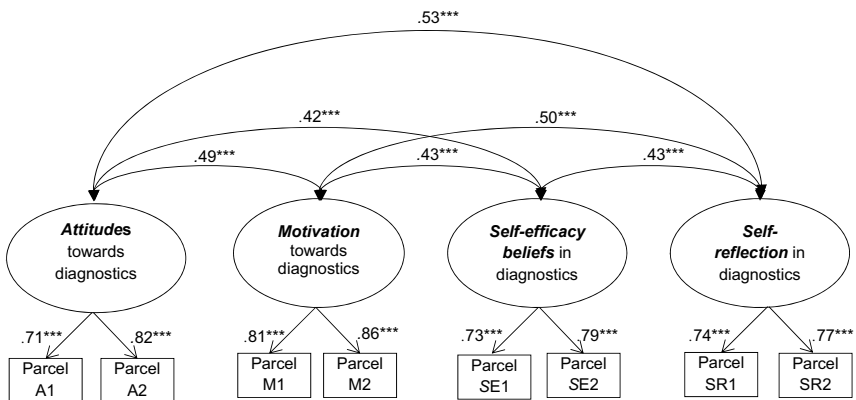 .53***
.42***
.50***
.49***
.43***
.43***
Attitudes
towards
diagnostics
Motivation
towards
diagnostics
Self-efficacy
beliefs in
diagnostics
Self-
reflection in
diagnostics
.71***
.82***
.81***
.86***
.73***
.79***
.74***
.77***
Parcel
A1
Parcel
A2
Parcel
M1
Parcel
M2
Parcel
SE1
Parcel
SE2
Parcel
SR1
Parcel
SR2